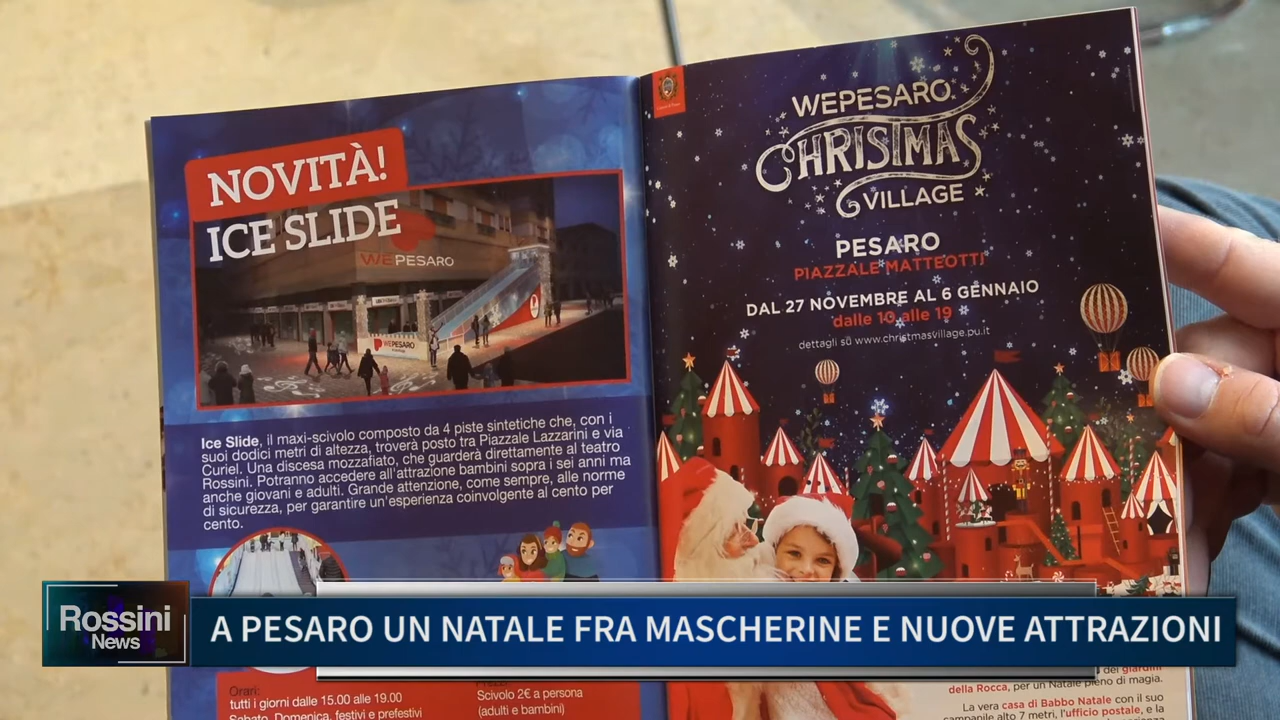 NOVITÀ!
ICE SLIDE
WEPESARO
WEPESARO
Ice Slide, il maxi-scivolo composto da 4 piste sintetiche che, con i
suoi dodici metri di altezza, troverà posto tra Piazzale Lazzarini e via
Curiel. Una discesa mozzafiato, che guarderà direttamente al teatro
Rossini. Potranno accedere all'attrazione bambini sopra i sei anni ma
anche giovani e adulti. Grande attenzione, come sempre, alle norme
di sicurezza, per garantire un'esperienza coinvolgente al cento per
cento.
Orari:
tutti i giorni dalle 15.00 alle 19.00
Sabato, Domenica, festivi e prefestivi
Scivolo 2€ a persona
(adulti e bambini)
WEPESARO
CHRISTMAS
VILLAGE
PESARO
PIAZZALE MATTEOTTI
DAL 27 NOVEMBRE AL 6 GENNAIO
dalle 10 alle 19
dettagli su www.christmasvillage.pu.it
dei giardini
della Rocca, per un Natale pieno di magia.
La vera casa di Babbo Natale con il suo
campanile alto 7 metri, l'ufficio postale, e la
Rossini
News
A PESARO UN NATALE FRA MASCHERINE E NUOVE ATTRAZIONI